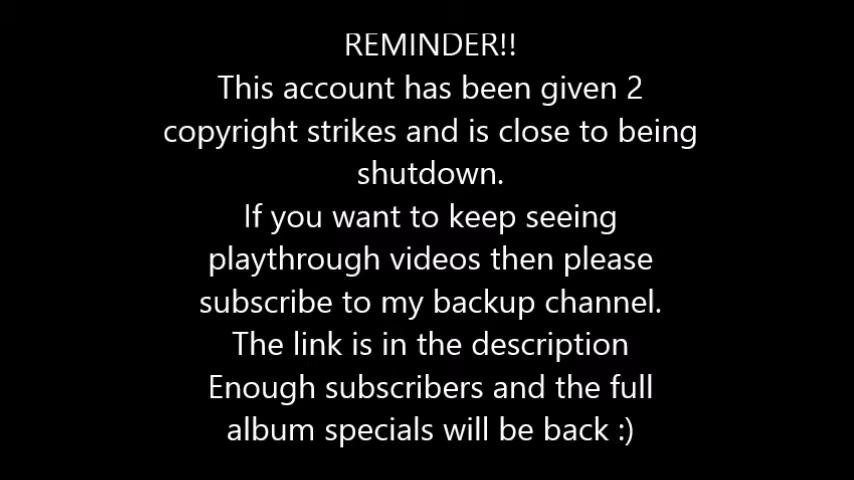 REMINDER!!
This account has been given 2
copyright strikes and is close to being
shutdown.
If you want to keep seeing
playthrough videos then please
subscribe to my backup channel.
The link is in the description
Enough subscribers and the full
album specials will be back :)